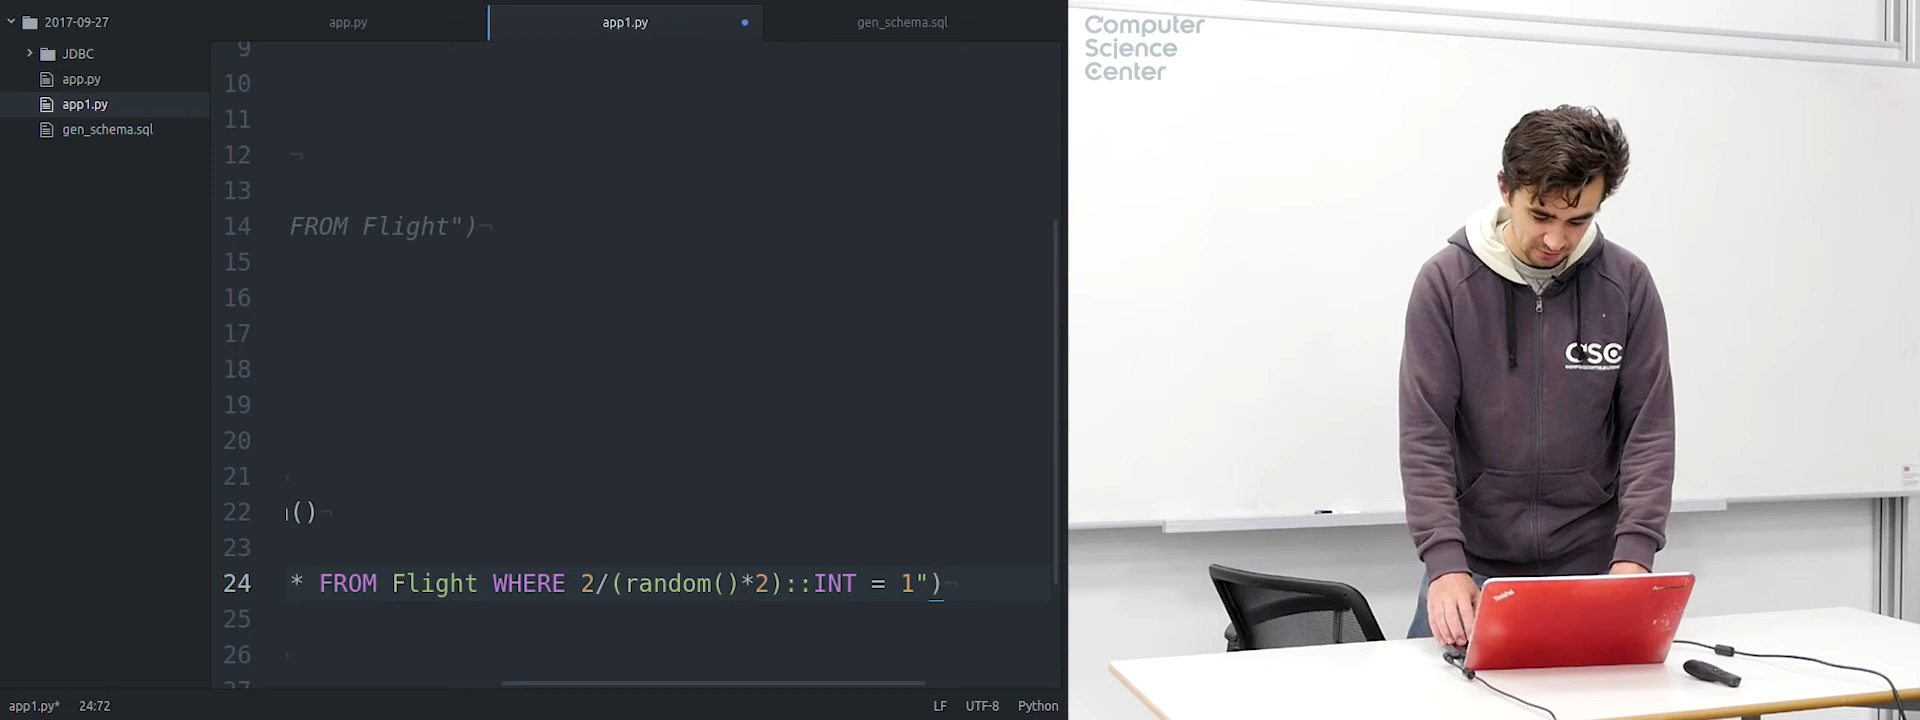 2017-09-27
JDBC
app.py
app1.py
gen_schema.sql
app.py
app1.py
gen_schema.sql
9
10
11
12
13
14 FROM Flight")
15
16
17
18
19
20
21
22 ()
23
24 * FROM Flight WHERE 2/(random()*2)::INT = 1")
25
26
27
app1.py*
24:72
LF
UTF-8
Python
Computer
Science
Center
CSC
ThinkPad